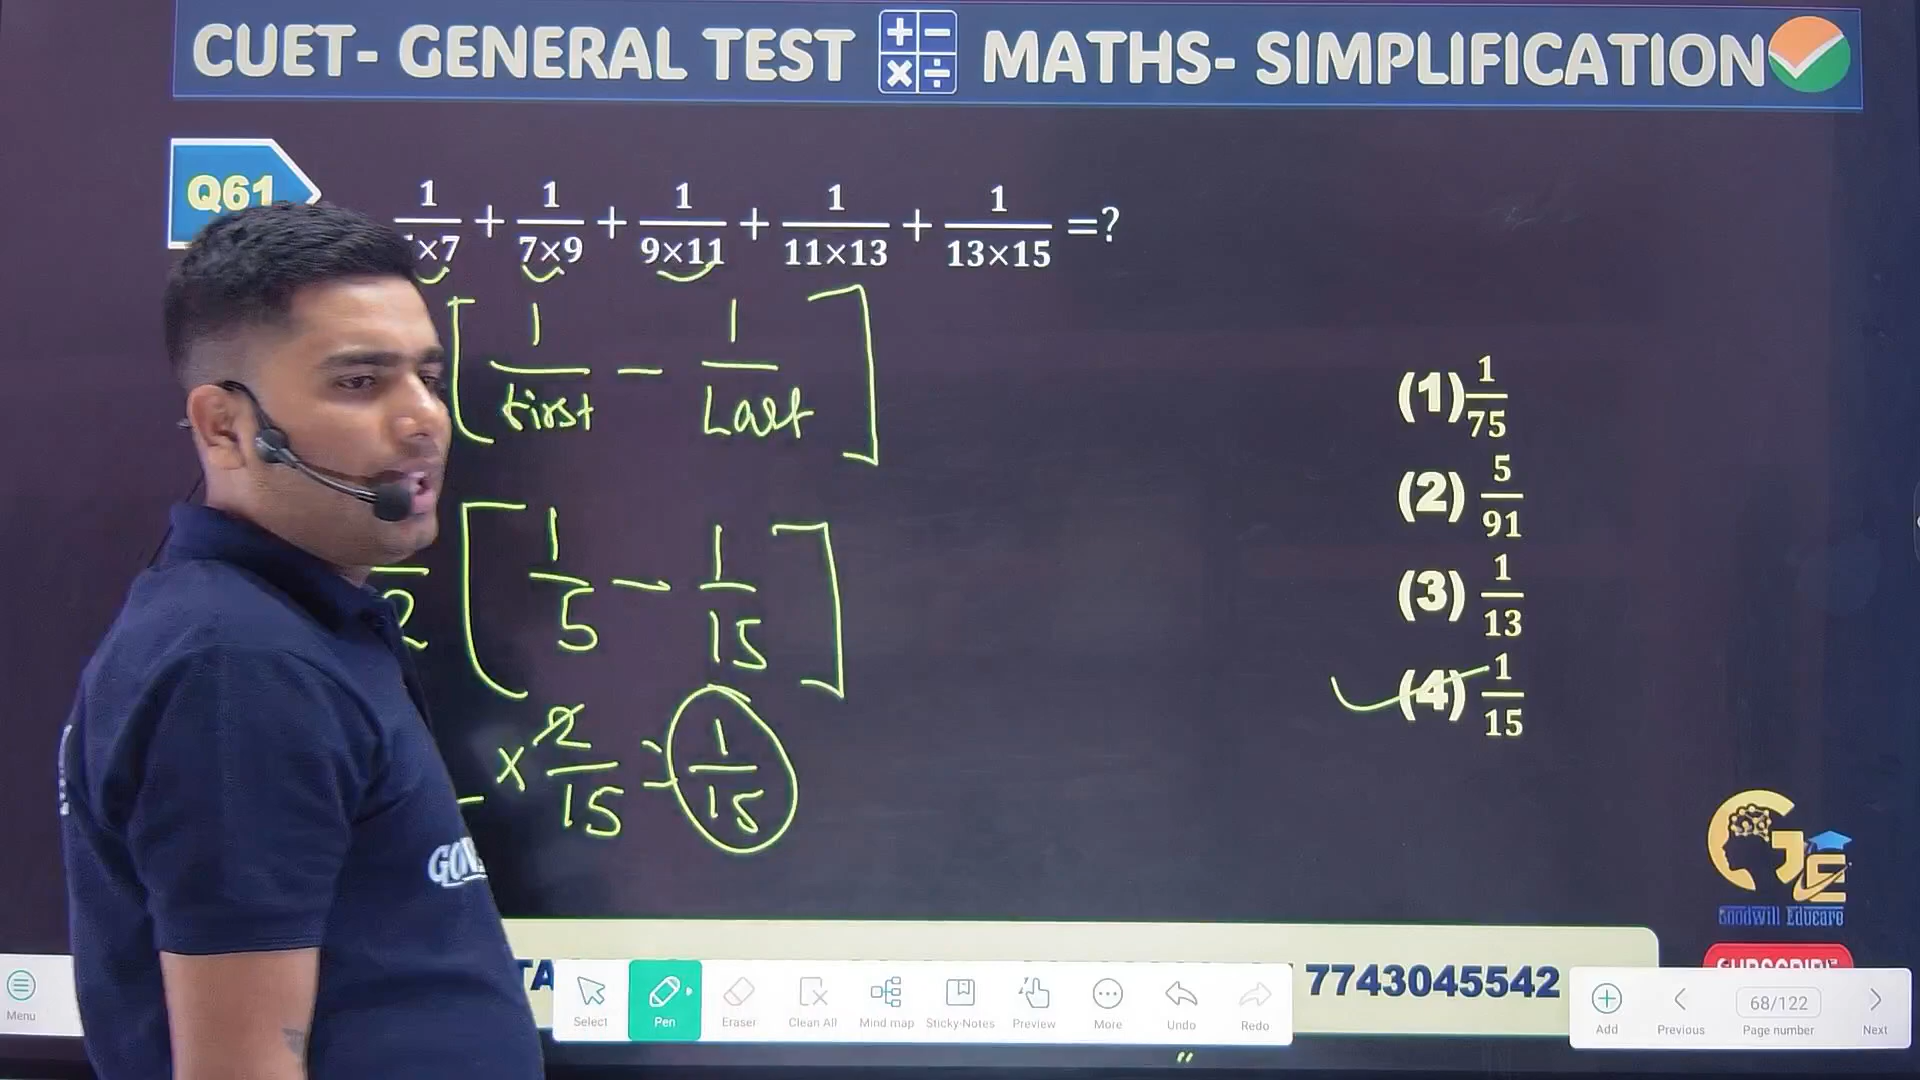 CUET- GENERAL TEST + − × ÷ MATHS- SIMPLIFICATION
Q61
1/×7 + 1/7×9 + 1/9×11 + 1/11×13 + 1/13×15 =?
[1/First − 1/Last]
2 [1/5 − 1/15]
× 2/15 = 1/15
(1) 1/75
(2) 5/91
(3) 1/13
(4) 1/15
GE
Goodwill Educare
SUBSCRIBE
7743045542
Menu
Select
Pen
Eraser
Clean All
Mind map
Sticky-Notes
Preview
More
Undo
Redo
Add
Previous
68/122
Page number
Next